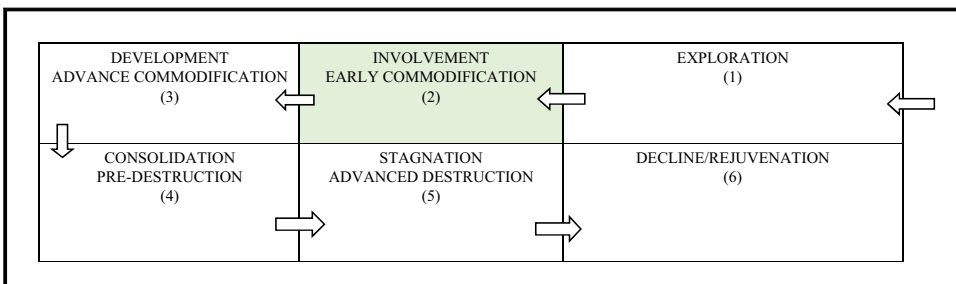 DEVELOPMENT
ADVANCE COMMODIFICATION
(3)
INVOLVEMENT
EARLY COMMODIFICATION
(2)
EXPLORATION
(1)
CONSOLIDATION
PRE-DESTRUCTION
(4)
STAGNATION
ADVANCED DESTRUCTION
(5)
DECLINE/REJUVENATION
(6)